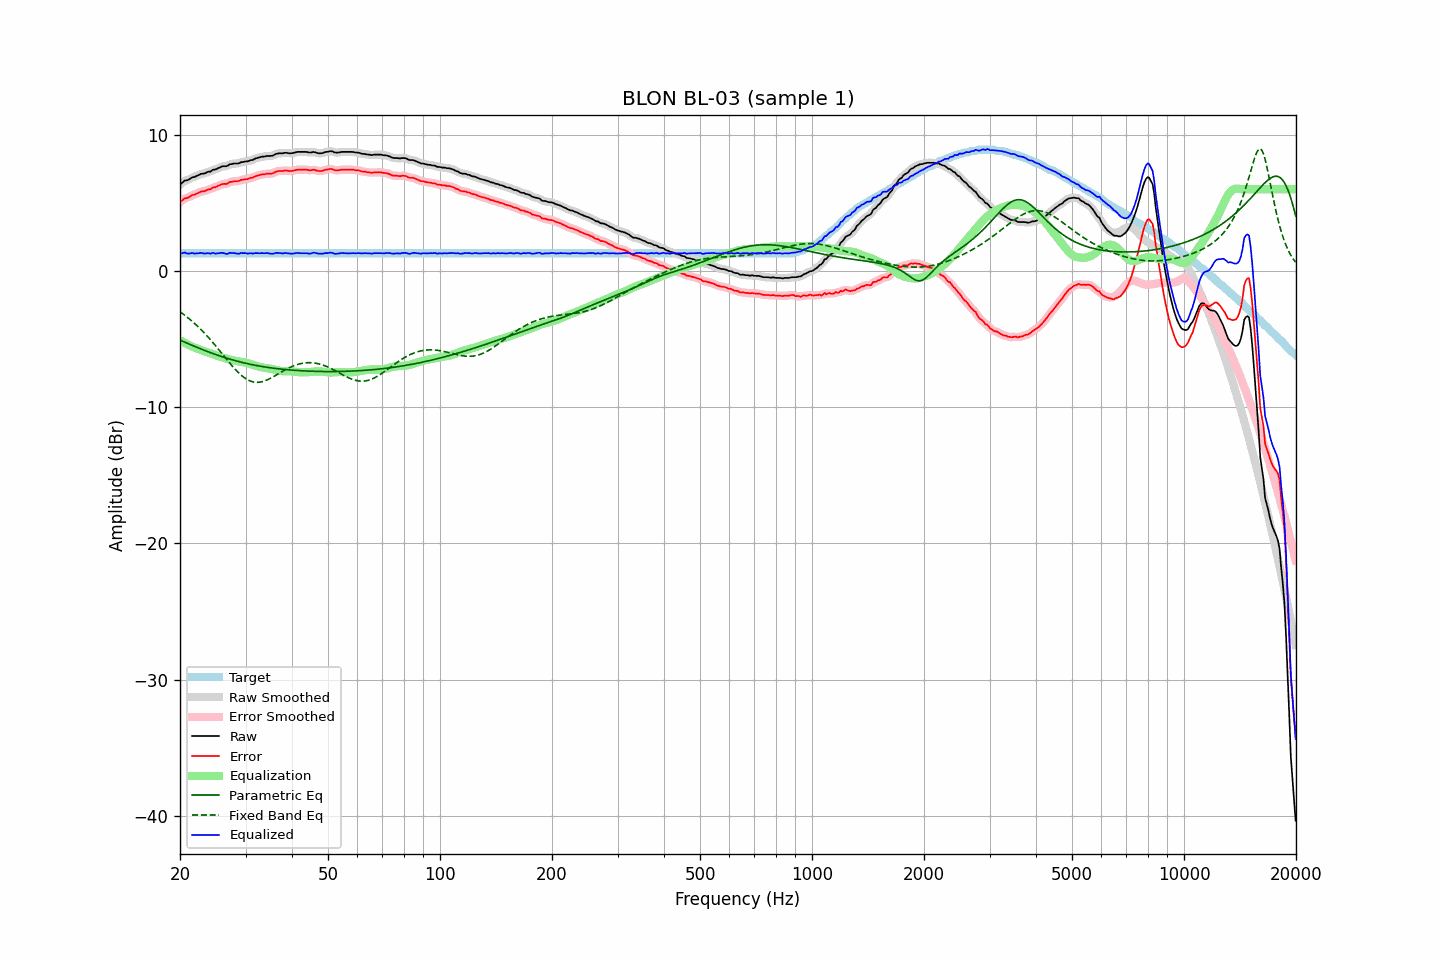 BLON BL-03 (sample 1)
10
0
−10
−20
−30
−40
Amplitude (dBr)
Target
Raw Smoothed
Error Smoothed
Raw
Error
Equalization
Parametric Eq
Fixed Band Eq
Equalized
20 50 100 200 500 1000 2000 5000 10000 20000
Frequency (Hz)